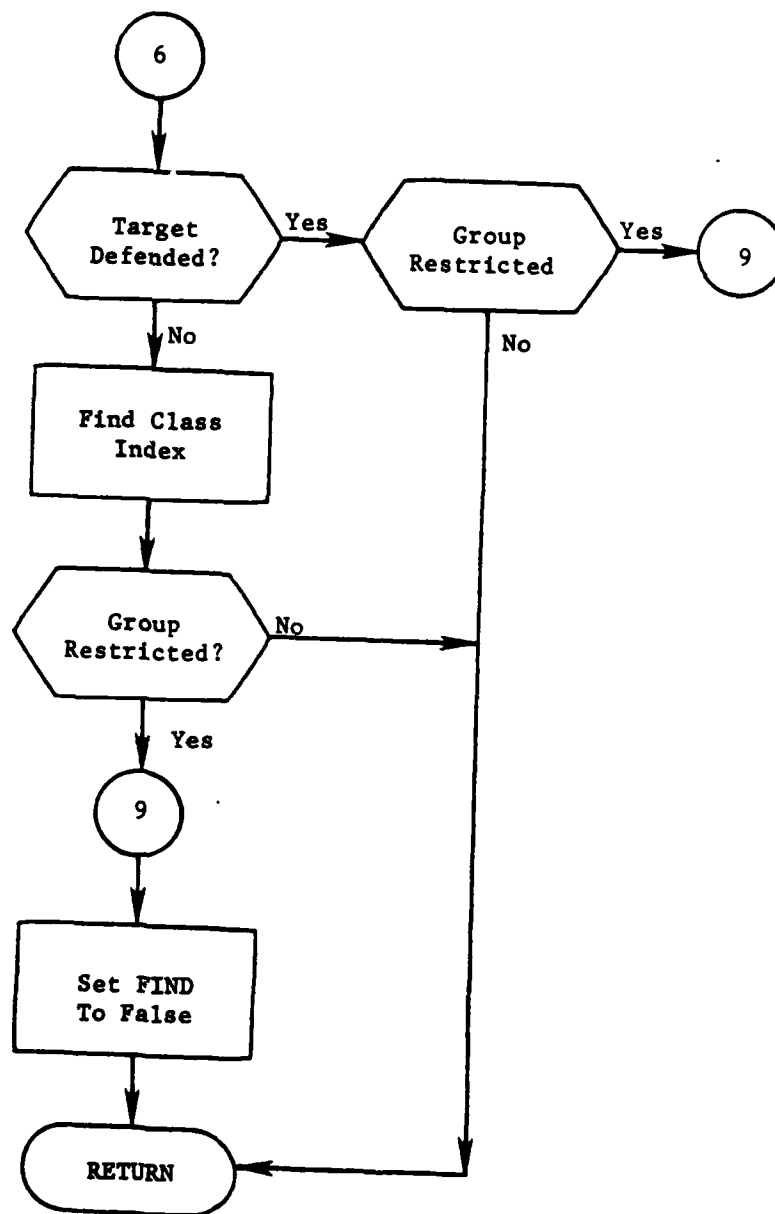 6
Target
Defended?
Yes
Group
Restricted
Yes
9
No
No
Find Class
Index
Group
Restricted?
No
Yes
9
Set FIND
To False
RETURN